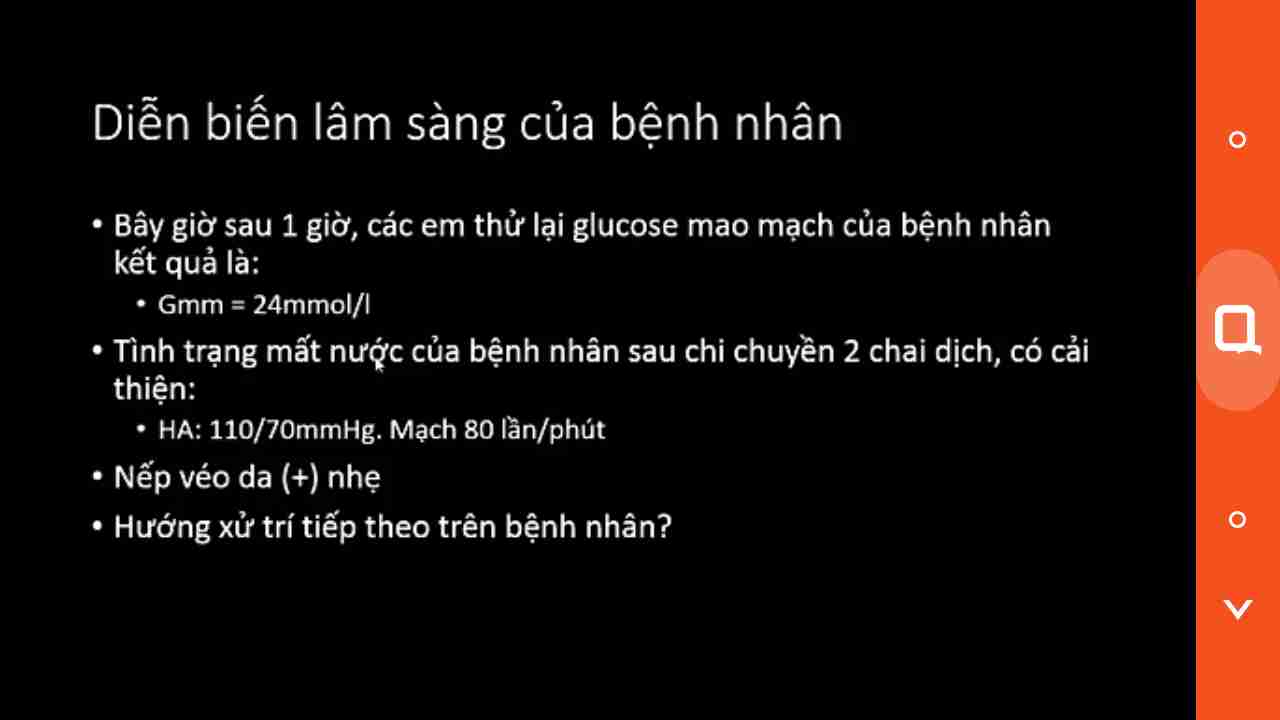 Diễn biến lâm sàng của bệnh nhân
• Bây giờ sau 1 giờ, các em thử lại glucose mao mạch của bệnh nhân
kết quả là:
• Gmm = 24mmol/l
• Tình trạng mất nước của bệnh nhân sau chi chuyền 2 chai dịch, có cải
thiện:
• HA: 110/70mmHg. Mạch 80 lần/phút
• Nếp véo da (+) nhẹ
• Hướng xử trí tiếp theo trên bệnh nhân?